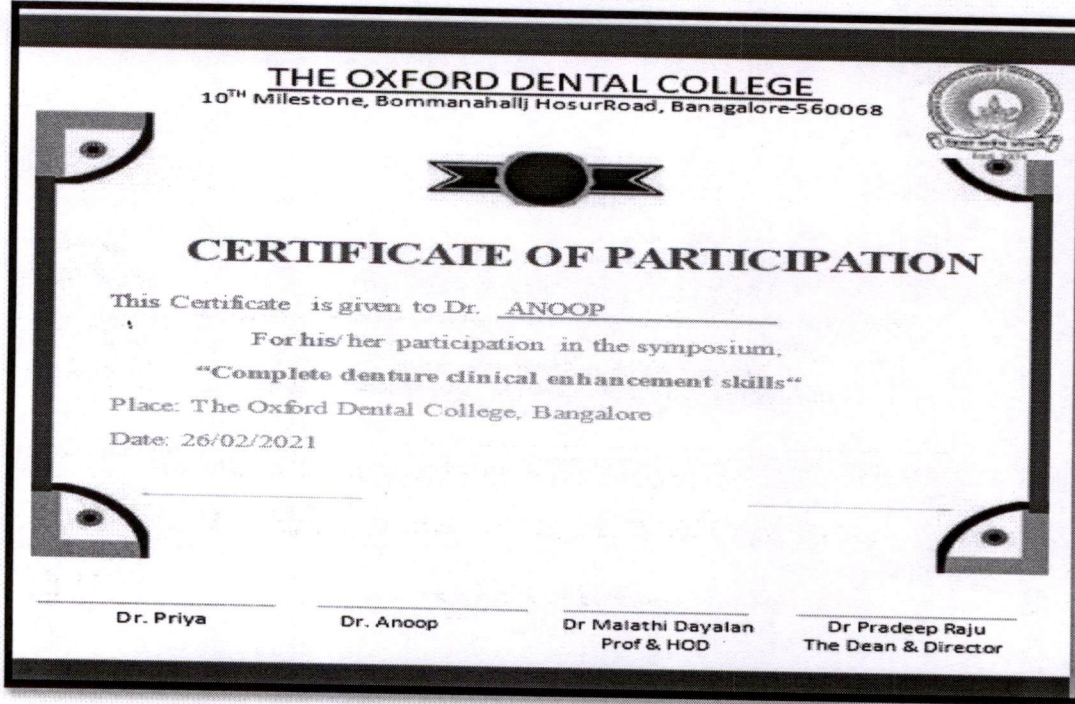 THE OXFORD DENTAL COLLEGE
10TH Milestone, Bommanahallj HosurRoad, Banagalore-560068
CERTIFICATE OF PARTICIPATION
This Certificate is given to Dr. ANOOP
For his/her participation in the symposium,
“Complete denture clinical enhancement skills“
Place: The Oxford Dental College, Bangalore
Date: 26/02/2021
Dr. Priya
Dr. Anoop
Dr Malathi Dayalan
Prof & HOD
Dr Pradeep Raju
The Dean & Director